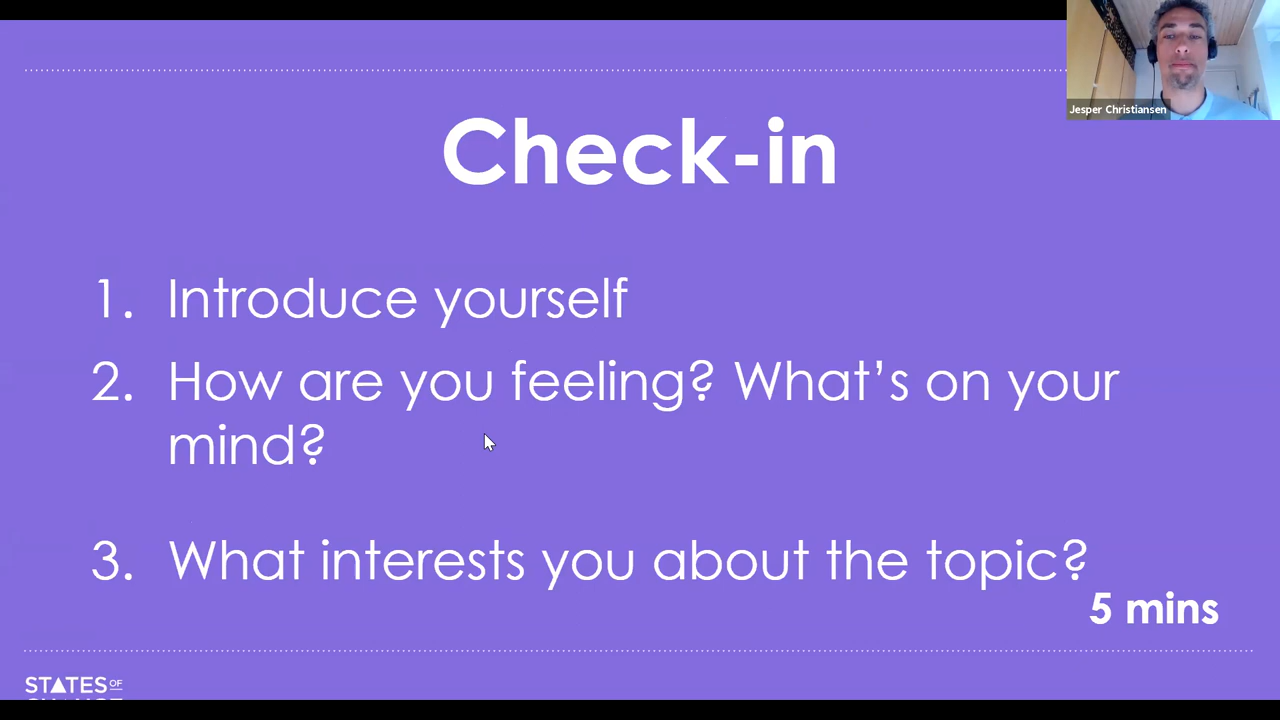 Jesper Christiansen
Check-in
1. Introduce yourself
2. How are you feeling? What's on your
mind?
3. What interests you about the topic?
5 mins
STATES OF